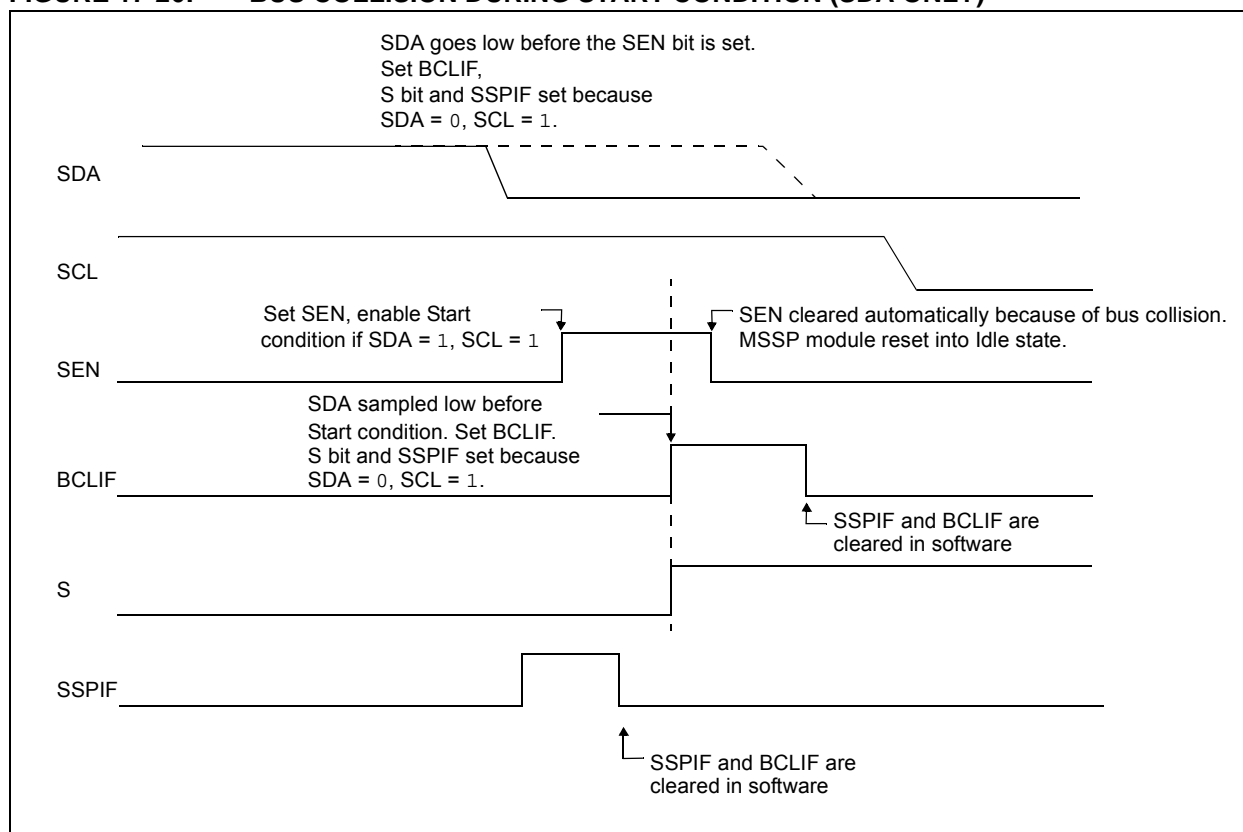 SDA goes low before the SEN bit is set.
Set BCLIF,
S bit and SSPIF set because
SDA = 0, SCL = 1.
SDA
SCL
Set SEN, enable Start
condition if SDA = 1, SCL = 1
SEN cleared automatically because of bus collision.
MSSP module reset into Idle state.
SEN
SDA sampled low before
Start condition. Set BCLIF.
S bit and SSPIF set because
SDA = 0, SCL = 1.
BCLIF
SSPIF and BCLIF are
cleared in software
S
SSPIF
SSPIF and BCLIF are
cleared in software